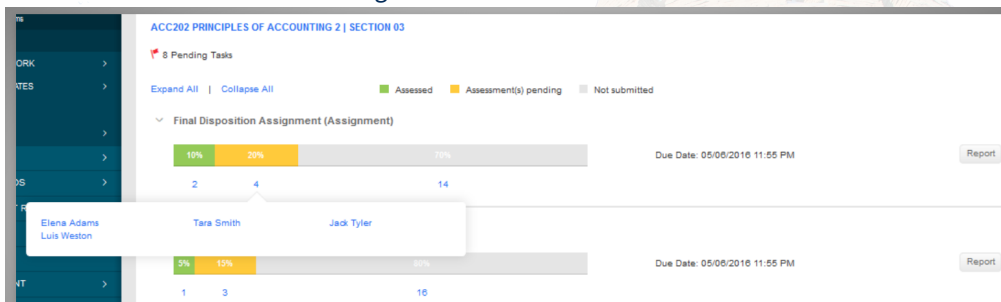 ms
ACC202 PRINCIPLES OF ACCOUNTING 2 | SECTION 03
8 Pending Tasks
ORK
ATES
Expand All | Collapse All
Assessed Assessment(s) pending Not submitted
Final Disposition Assignment (Assignment)
10% 20% 70%
Due Date: 05/06/2016 11:55 PM
Report
2 4 14
DS
Elena Adams Tara Smith Jack Tyler
Luis Weston
5% 15% 80%
Due Date: 05/06/2016 11:55 PM
Report
NT
1 3 16